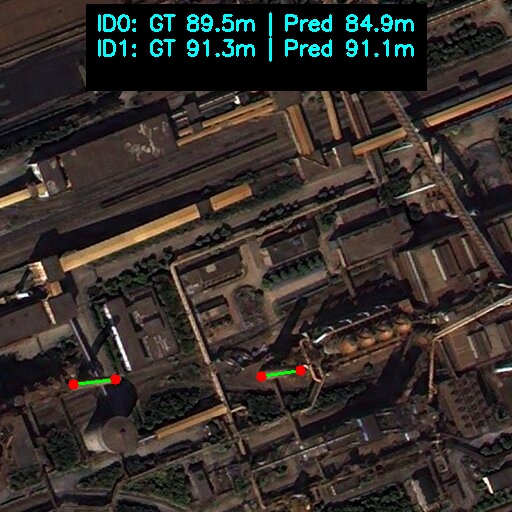 ID0: GT 89.5m | Pred 84.9m
ID1: GT 91.3m | Pred 91.1m